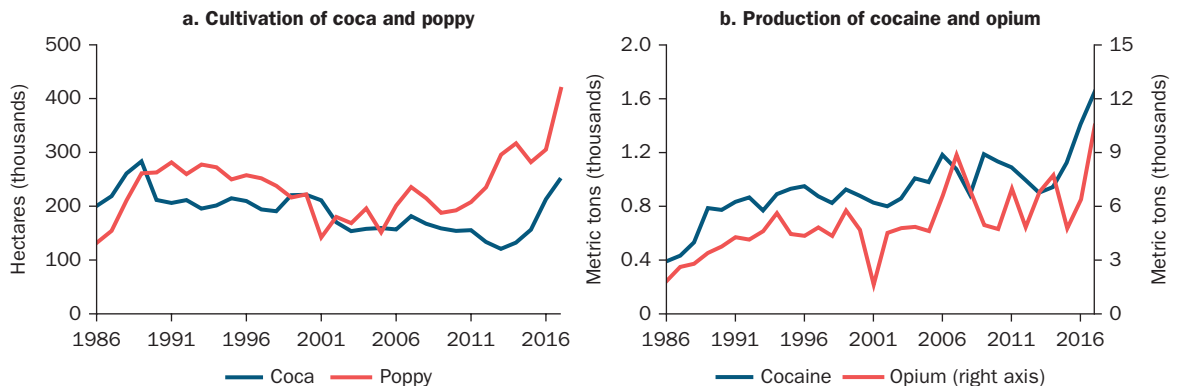 a. Cultivation of coca and poppy
Hectares (thousands)
500
400
300
200
100
0
1986 1991 1996 2001 2006 2011 2016
Coca Poppy
b. Production of cocaine and opium
Metric tons (thousands)
2.0
1.6
1.2
0.8
0.4
0
15
12
9
6
3
0
Metric tons (thousands)
1986 1991 1996 2001 2006 2011 2016
Cocaine Opium (right axis)